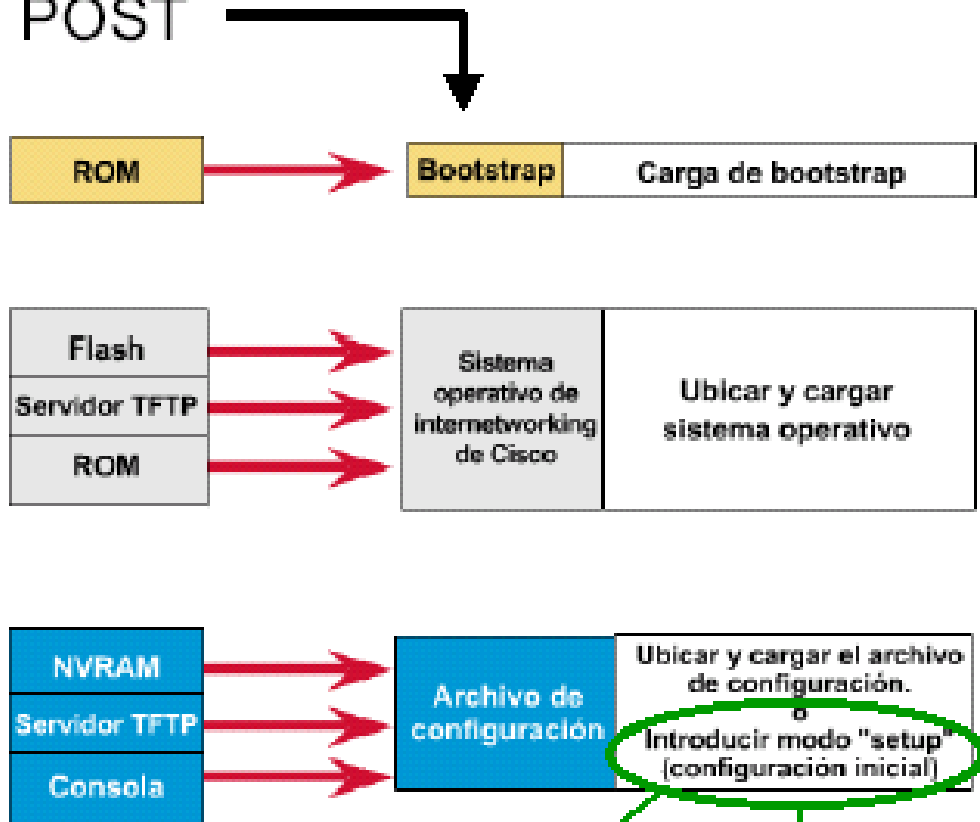 POST
ROM
Bootstrap
Carga de bootstrap
Flash
Servidor TFTP
ROM
Sistema
operativo de
internetworking
de Cisco
Ubicar y cargar
sistema operativo
NVRAM
Servidor TFTP
Consola
Archivo de
configuración
Ubicar y cargar el archivo
de configuración.
o
Introducir modo "setup"
(configuración inicial)